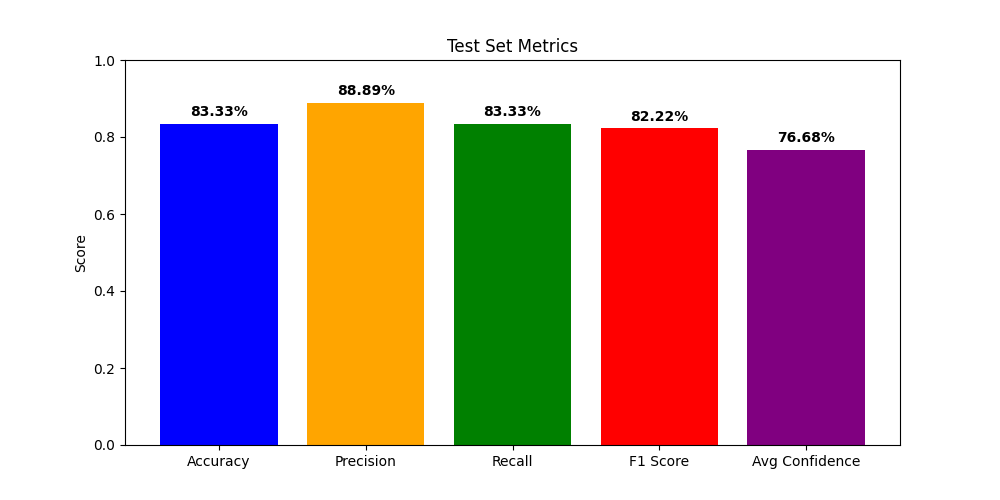 Test Set Metrics
1.0
0.8
0.6
0.4
0.2
0.0
Score
83.33%
88.89%
83.33%
82.22%
76.68%
Accuracy
Precision
Recall
F1 Score
Avg Confidence